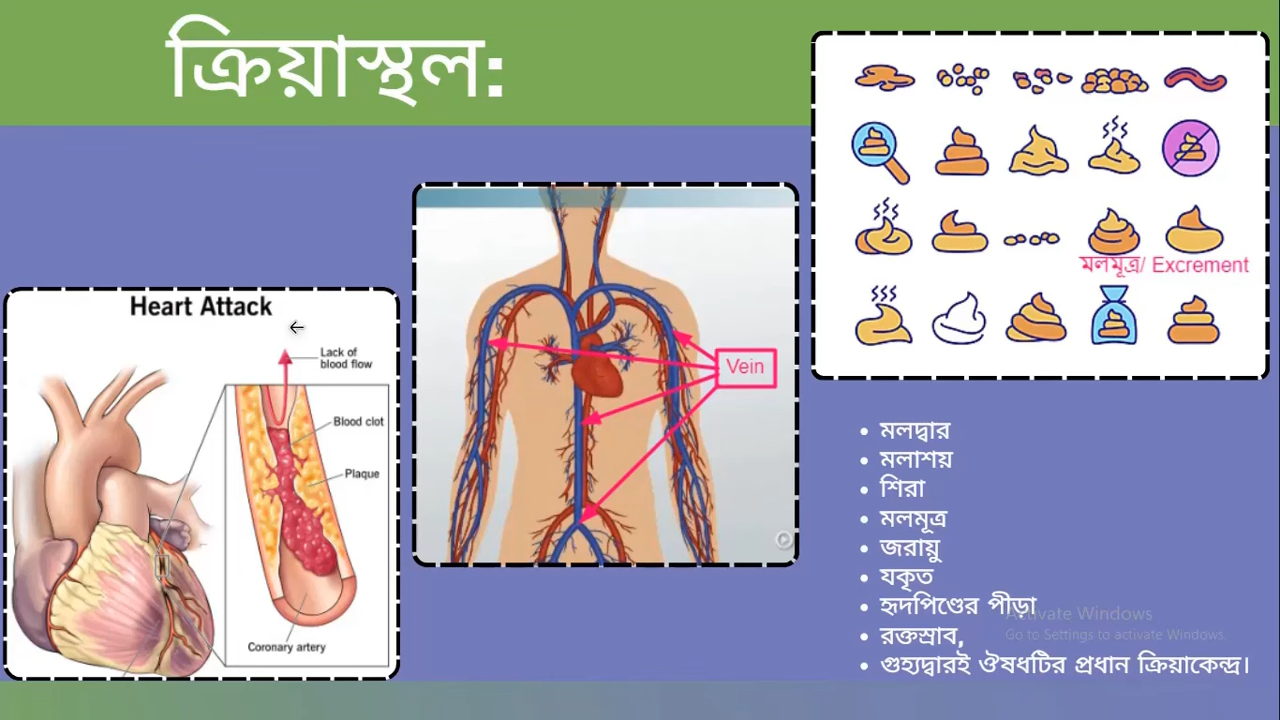 ক্রিয়াস্থল:
Heart Attack
Lack of
blood flow
Blood clot
Plaque
Coronary artery
Vein
মলমূত্র/ Excrement
• মলদ্বার
• মলাশয়
• শিরা
• মলমূত্র
• জরায়ু
• যকৃত
• হৃদপিণ্ডের পীড়া
• রক্তস্রাব,
• গুহ্যদ্বারই ঔষধটির প্রধান ক্রিয়াকেন্দ্র।
Activate Windows
Go to Settings to activate Windows.